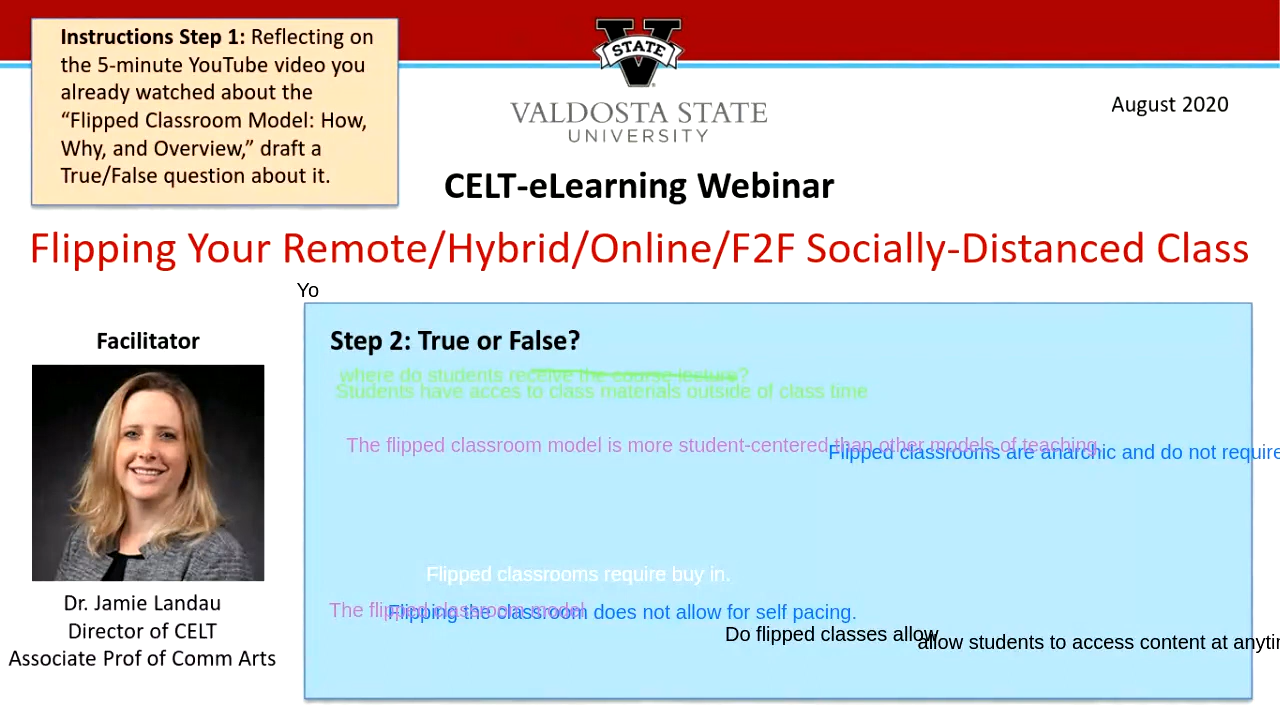 Instructions Step 1: Reflecting on
the 5-minute YouTube video you
already watched about the
“Flipped Classroom Model: How,
Why, and Overview,” draft a
True/False question about it.
V
STATE
VALDOSTA STATE
UNIVERSITY
August 2020
CELT-eLearning Webinar
Flipping Your Remote/Hybrid/Online/F2F Socially-Distanced Class
Yo
Facilitator
Dr. Jamie Landau
Director of CELT
Associate Prof of Comm Arts
Step 2: True or False?
where do students receive the course lecture?
Students have acces to class materials outside of class time
The flipped classroom model is more student-centered than other models of teaching.
Flipped classrooms are anarchic and do not require
Flipped classrooms require buy in.
The flipped classroom model
Flipping the classroom does not allow for self pacing.
Do flipped classes allow
allow students to access content at anytim